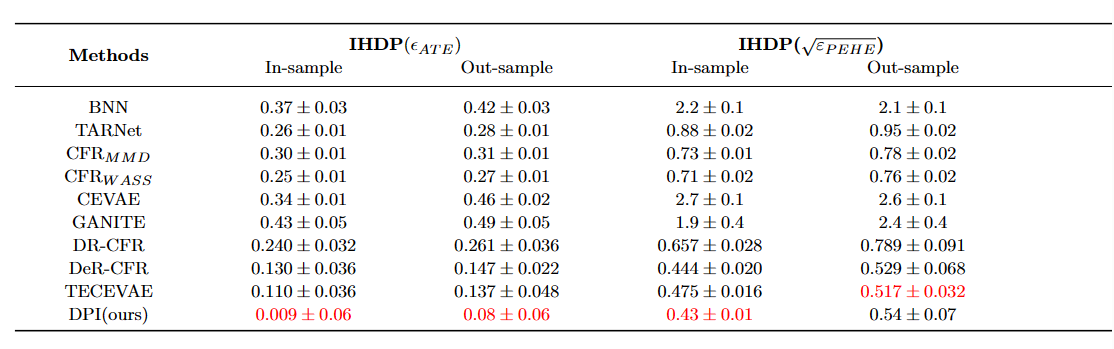 Methods IHDP(ϵ_ATE) IHDP(√ε_PEHE)
In-sample Out-sample In-sample Out-sample
BNN 0.37 ± 0.03 0.42 ± 0.03 2.2 ± 0.1 2.1 ± 0.1
TARNet 0.26 ± 0.01 0.28 ± 0.01 0.88 ± 0.02 0.95 ± 0.02
CFR_MMD 0.30 ± 0.01 0.31 ± 0.01 0.73 ± 0.01 0.78 ± 0.02
CFR_WASS 0.25 ± 0.01 0.27 ± 0.01 0.71 ± 0.02 0.76 ± 0.02
CEVAE 0.34 ± 0.01 0.46 ± 0.02 2.7 ± 0.1 2.6 ± 0.1
GANITE 0.43 ± 0.05 0.49 ± 0.05 1.9 ± 0.4 2.4 ± 0.4
DR-CFR 0.240 ± 0.032 0.261 ± 0.036 0.657 ± 0.028 0.789 ± 0.091
DeR-CFR 0.130 ± 0.036 0.147 ± 0.022 0.444 ± 0.020 0.529 ± 0.068
TECEVAE 0.110 ± 0.036 0.137 ± 0.048 0.475 ± 0.016 0.517 ± 0.032
DPI(ours) 0.009 ± 0.06 0.08 ± 0.06 0.43 ± 0.01 0.54 ± 0.07